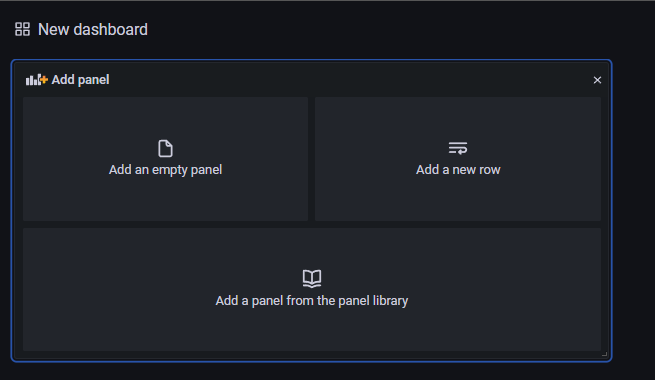 New dashboard
Add panel
Add an empty panel
Add a new row
Add a panel from the panel library